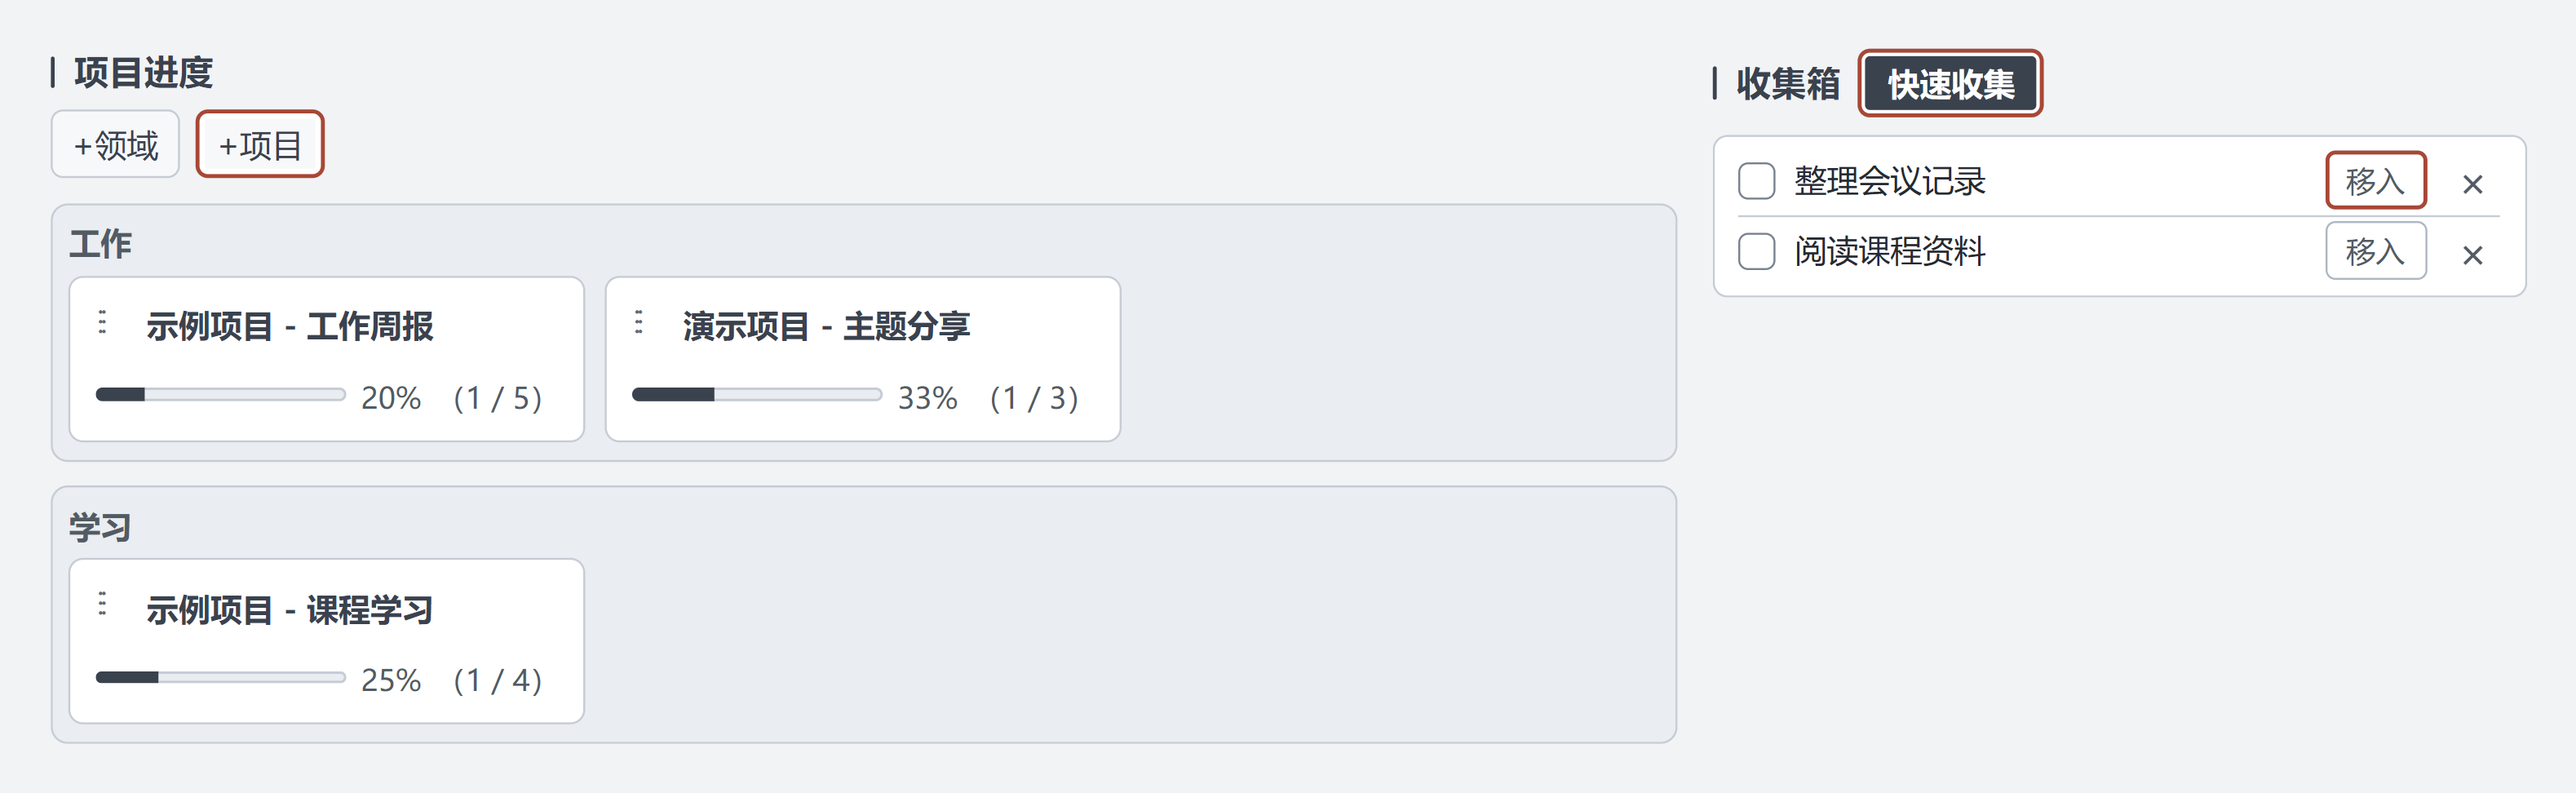 项目进度
+领域 +项目
工作
示例项目 - 工作周报
20% (1 / 5)
演示项目 - 主题分享
33% (1 / 3)
学习
示例项目 - 课程学习
25% (1 / 4)
收集箱 快速收集
整理会议记录 移入 ×
阅读课程资料 移入 ×